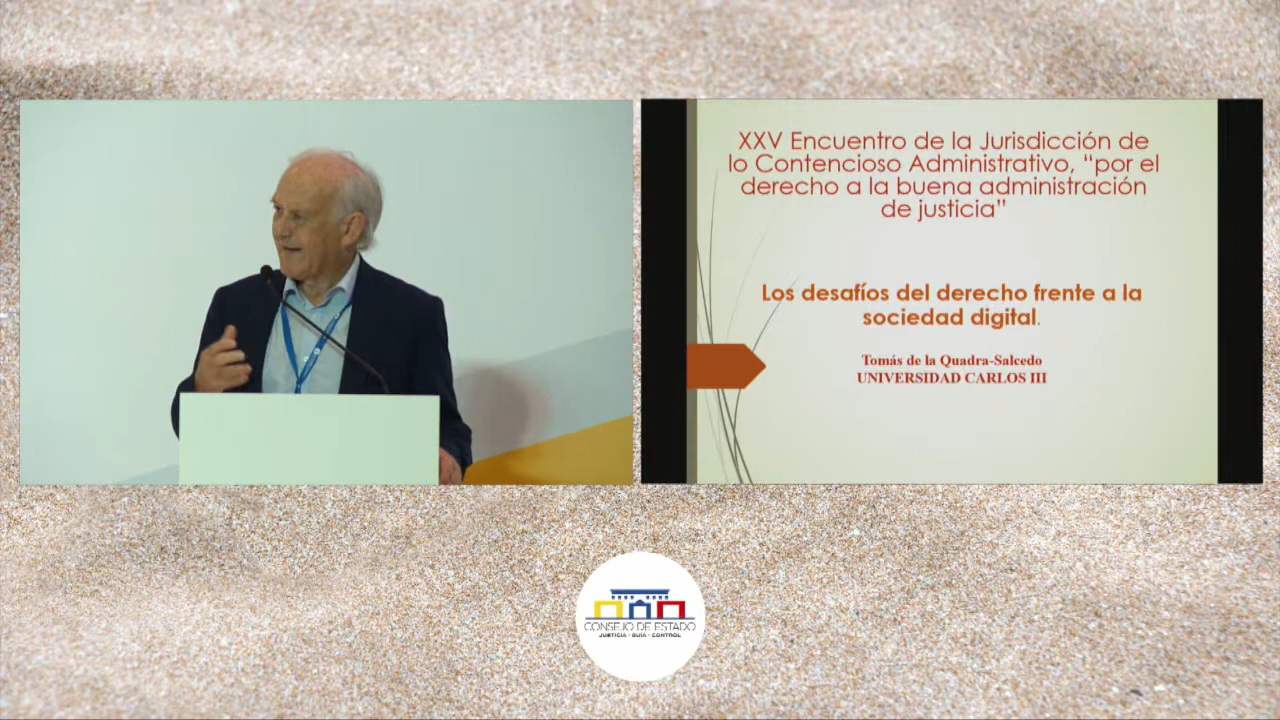 XXV Encuentro de la Jurisdicción de
lo Contencioso Administrativo, “por el
derecho a la buena administración
de justicia”
Los desafíos del derecho frente a la
sociedad digital.
Tomás de la Quadra-Salcedo
UNIVERSIDAD CARLOS III
CONSEJO DE ESTADO
JUSTICIA - GUÍA - CONTROL